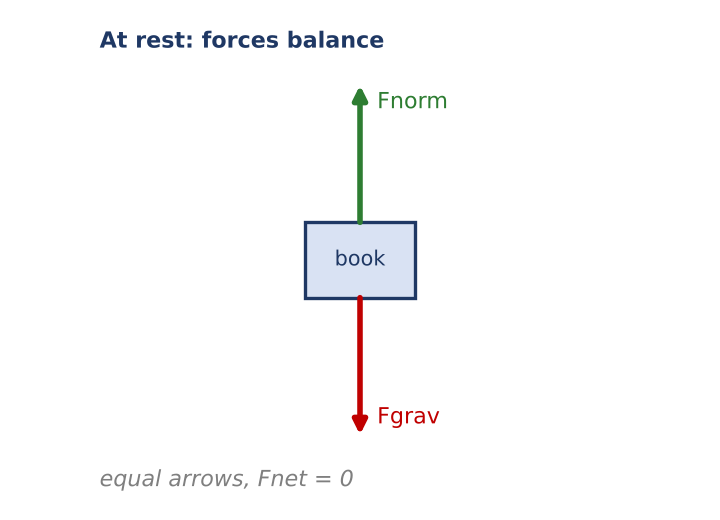 At rest: forces balance
Fnorm
book
Fgrav
equal arrows, Fnet = 0